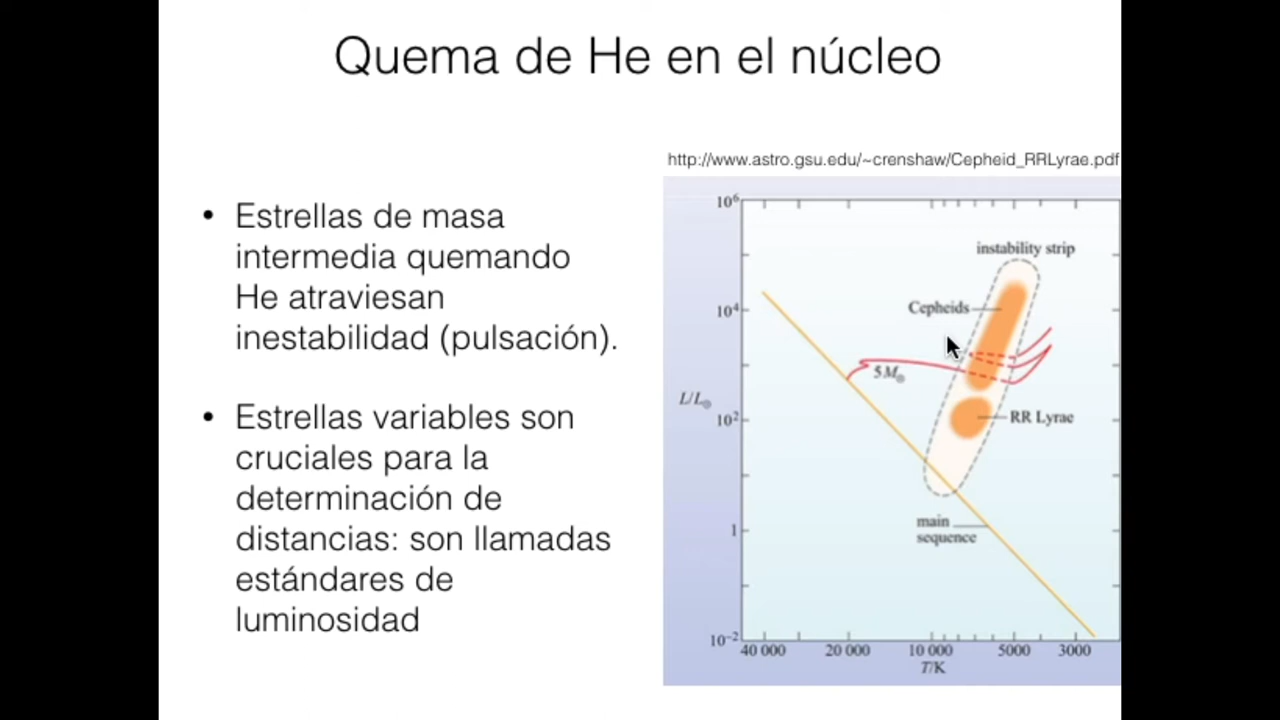 Quema de He en el núcleo
http://www.astro.gsu.edu/~crenshaw/Cepheid_RRLyrae.pdf
• Estrellas de masa
intermedia quemando
He atraviesan
inestabilidad (pulsación).
• Estrellas variables son
cruciales para la
determinación de
distancias: son llamadas
estándares de
luminosidad
10⁶
instability strip
Cepheids
10⁴
5M⊙
L/L⊙
10²
RR Lyrae
main
sequence
1
10⁻²
40 000 20 000 10 000 5000 3000
T/K